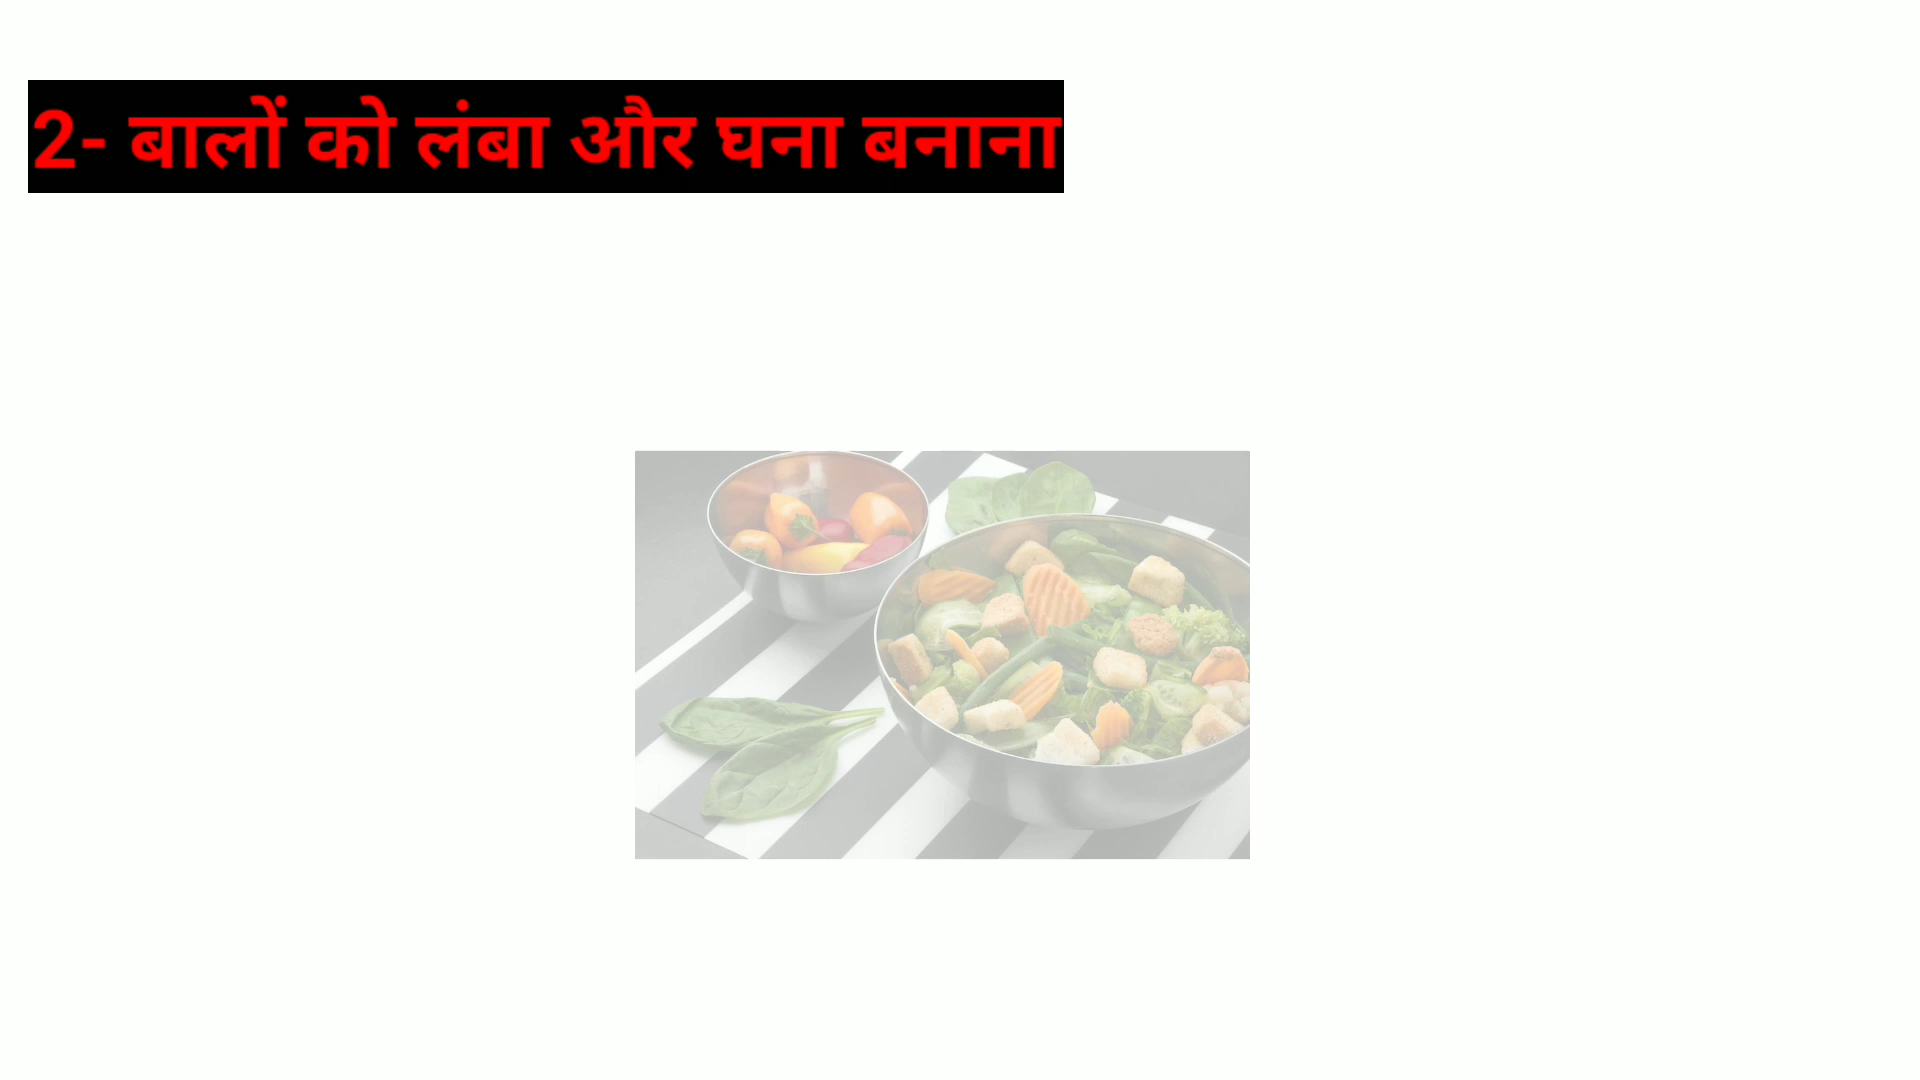 2- बालों को लंबा और घना बनाना